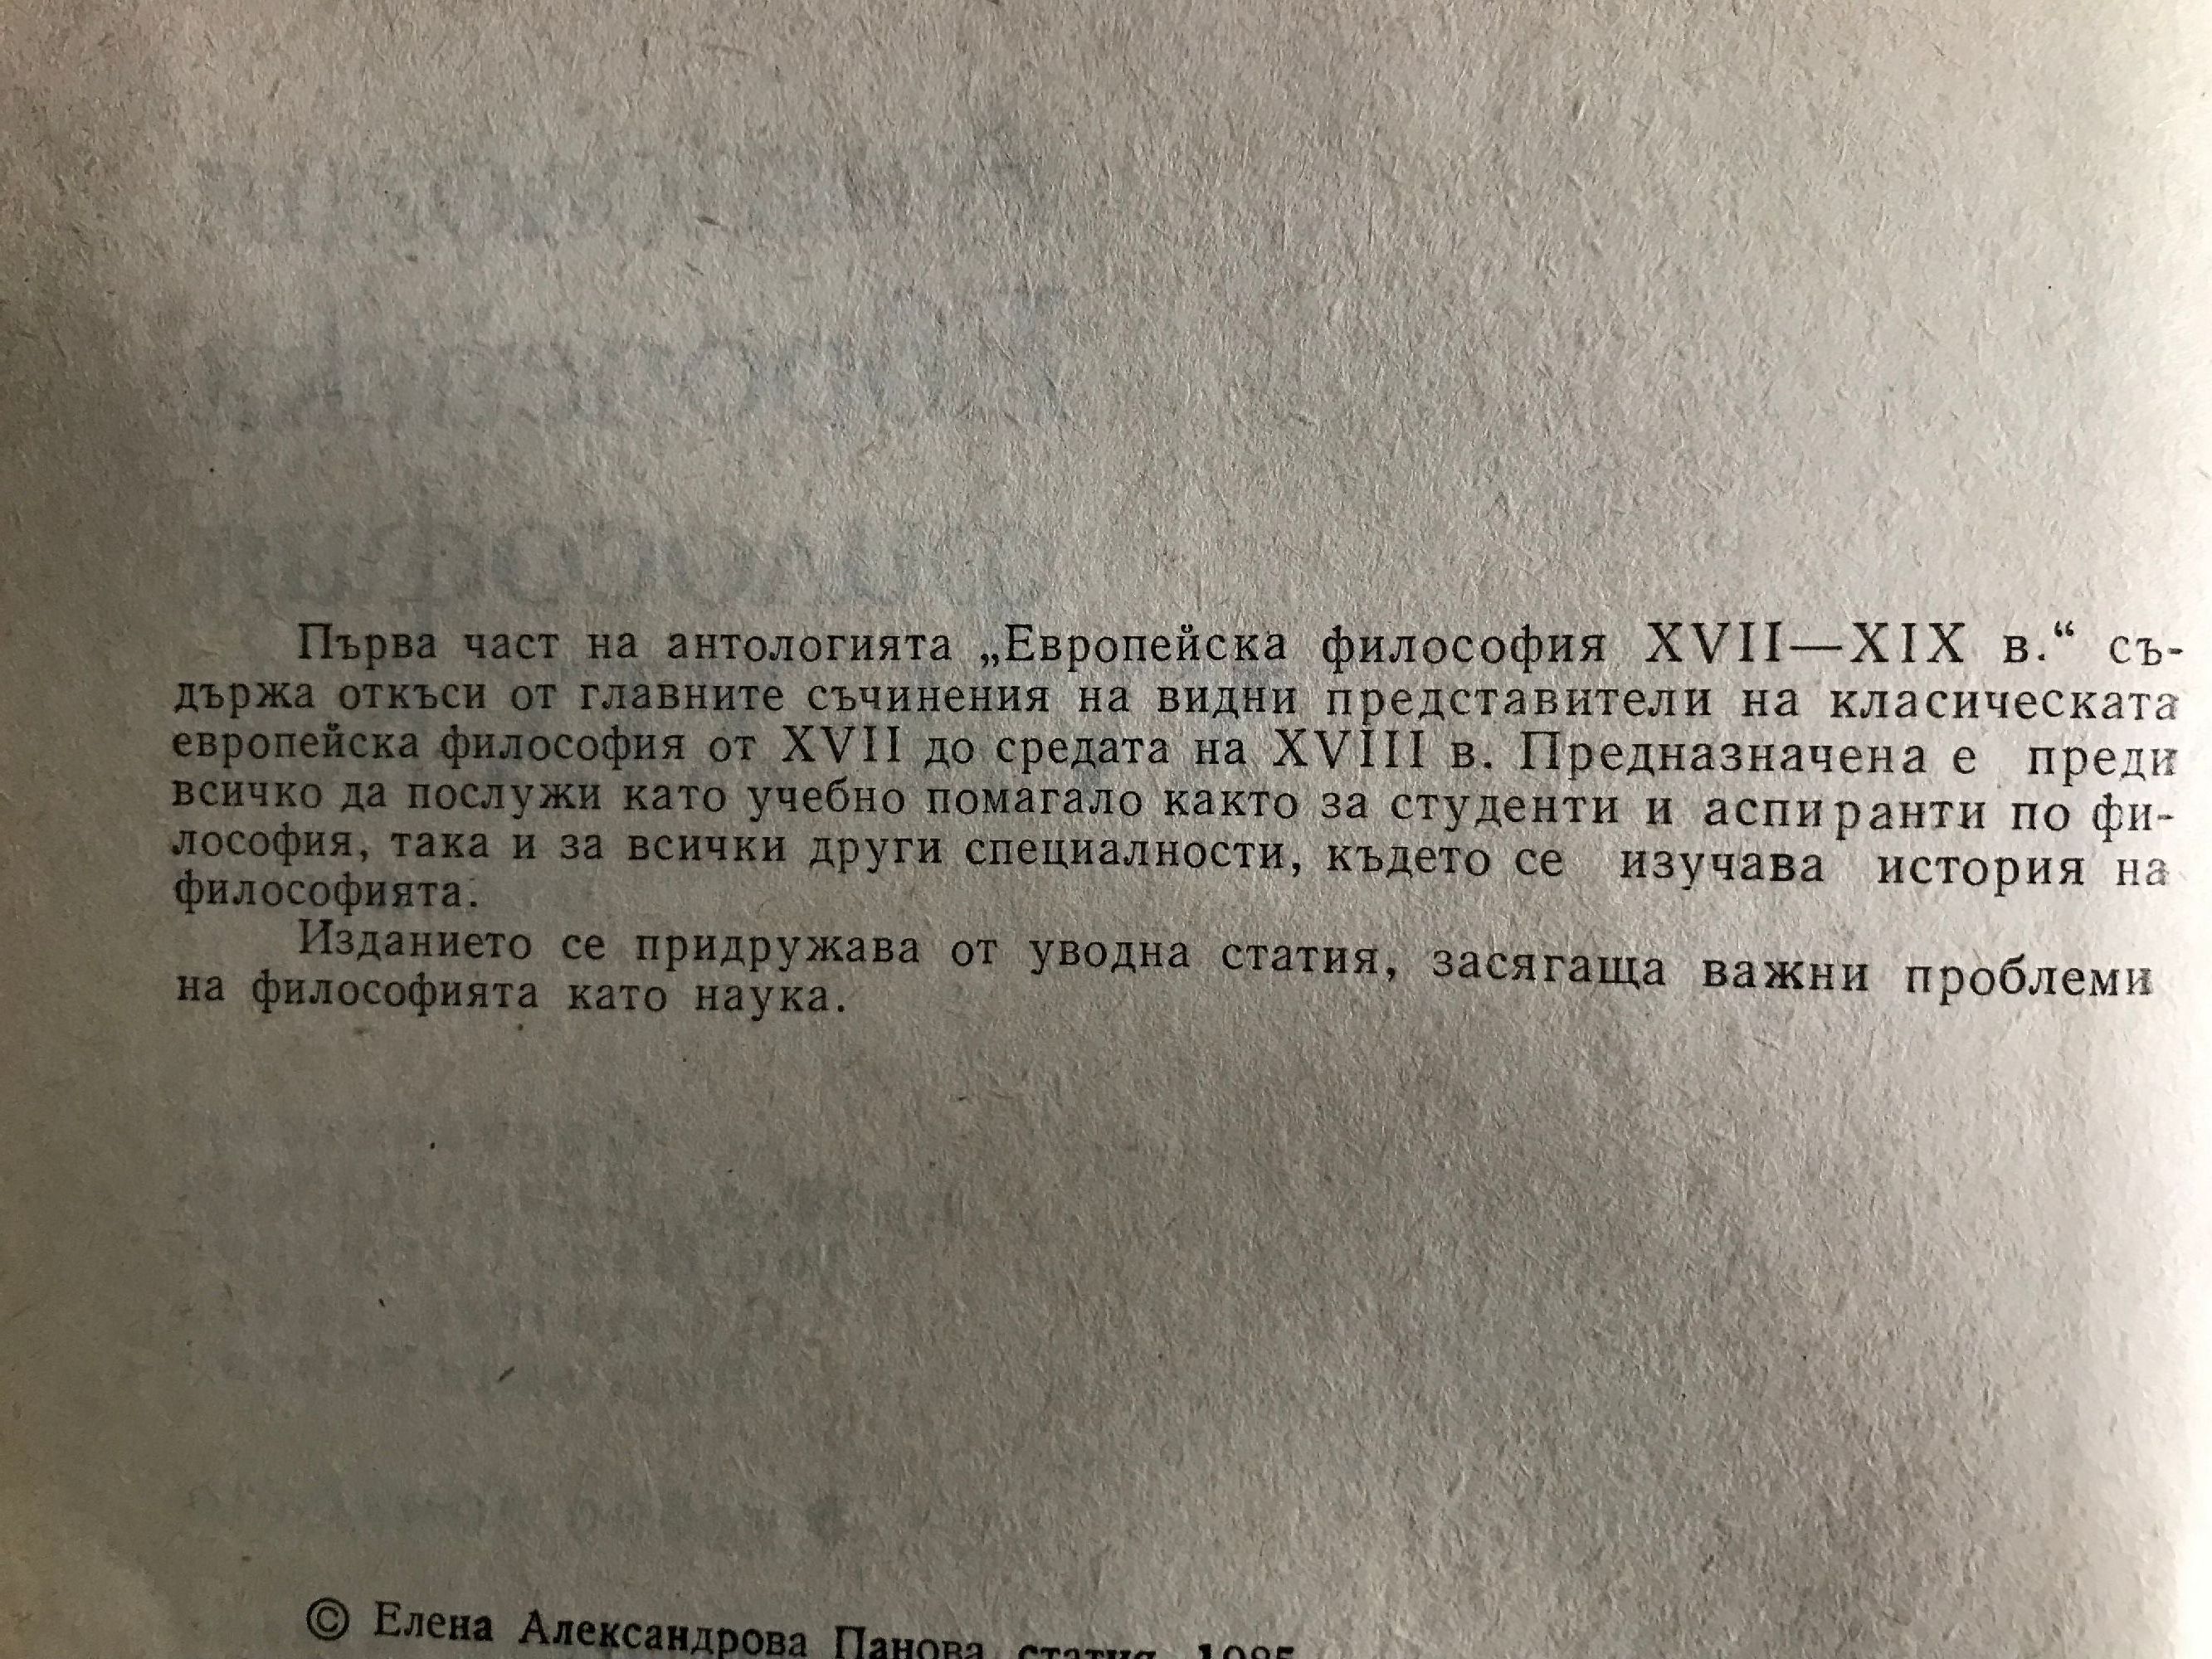 Първа част на антологията „Европейска философия XVII—XIX в.“ съ-
държа откъси от главните съчинения на видни представители на класическата
европейска философия от XVII до средата на XVIII в. Предназначена е преди
всичко да послужи като учебно помагало както за студенти и аспиранти по фи-
лософия, така и за всички други специалности, където се изучава история на
философията.
Изданието се придружава от уводна статия, засягаща важни проблеми
на философията като наука.
© Елена Александрова Панова, статия, 1985